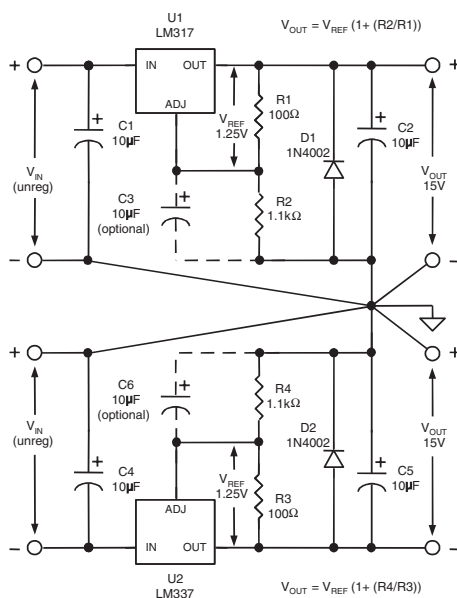 U1
LM317
V_OUT = V_REF (1+ (R2/R1))
+
IN OUT
ADJ
+
C1
10µF
+
V_REF
1.25V
R1
100Ω
D1
1N4002
+
C2
10µF
V_IN
(unreg)
C3
10µF
(optional)
+
R2
1.1kΩ
V_OUT
15V
–
–
+
+
V_IN
(unreg)
C6
10µF
(optional)
+
R4
1.1kΩ
D2
1N4002
V_OUT
15V
C4
10µF
+
V_REF
1.25V
R3
100Ω
+
C5
10µF
ADJ
–
IN OUT
–
U2
LM337
V_OUT = V_REF (1+ (R4/R3))